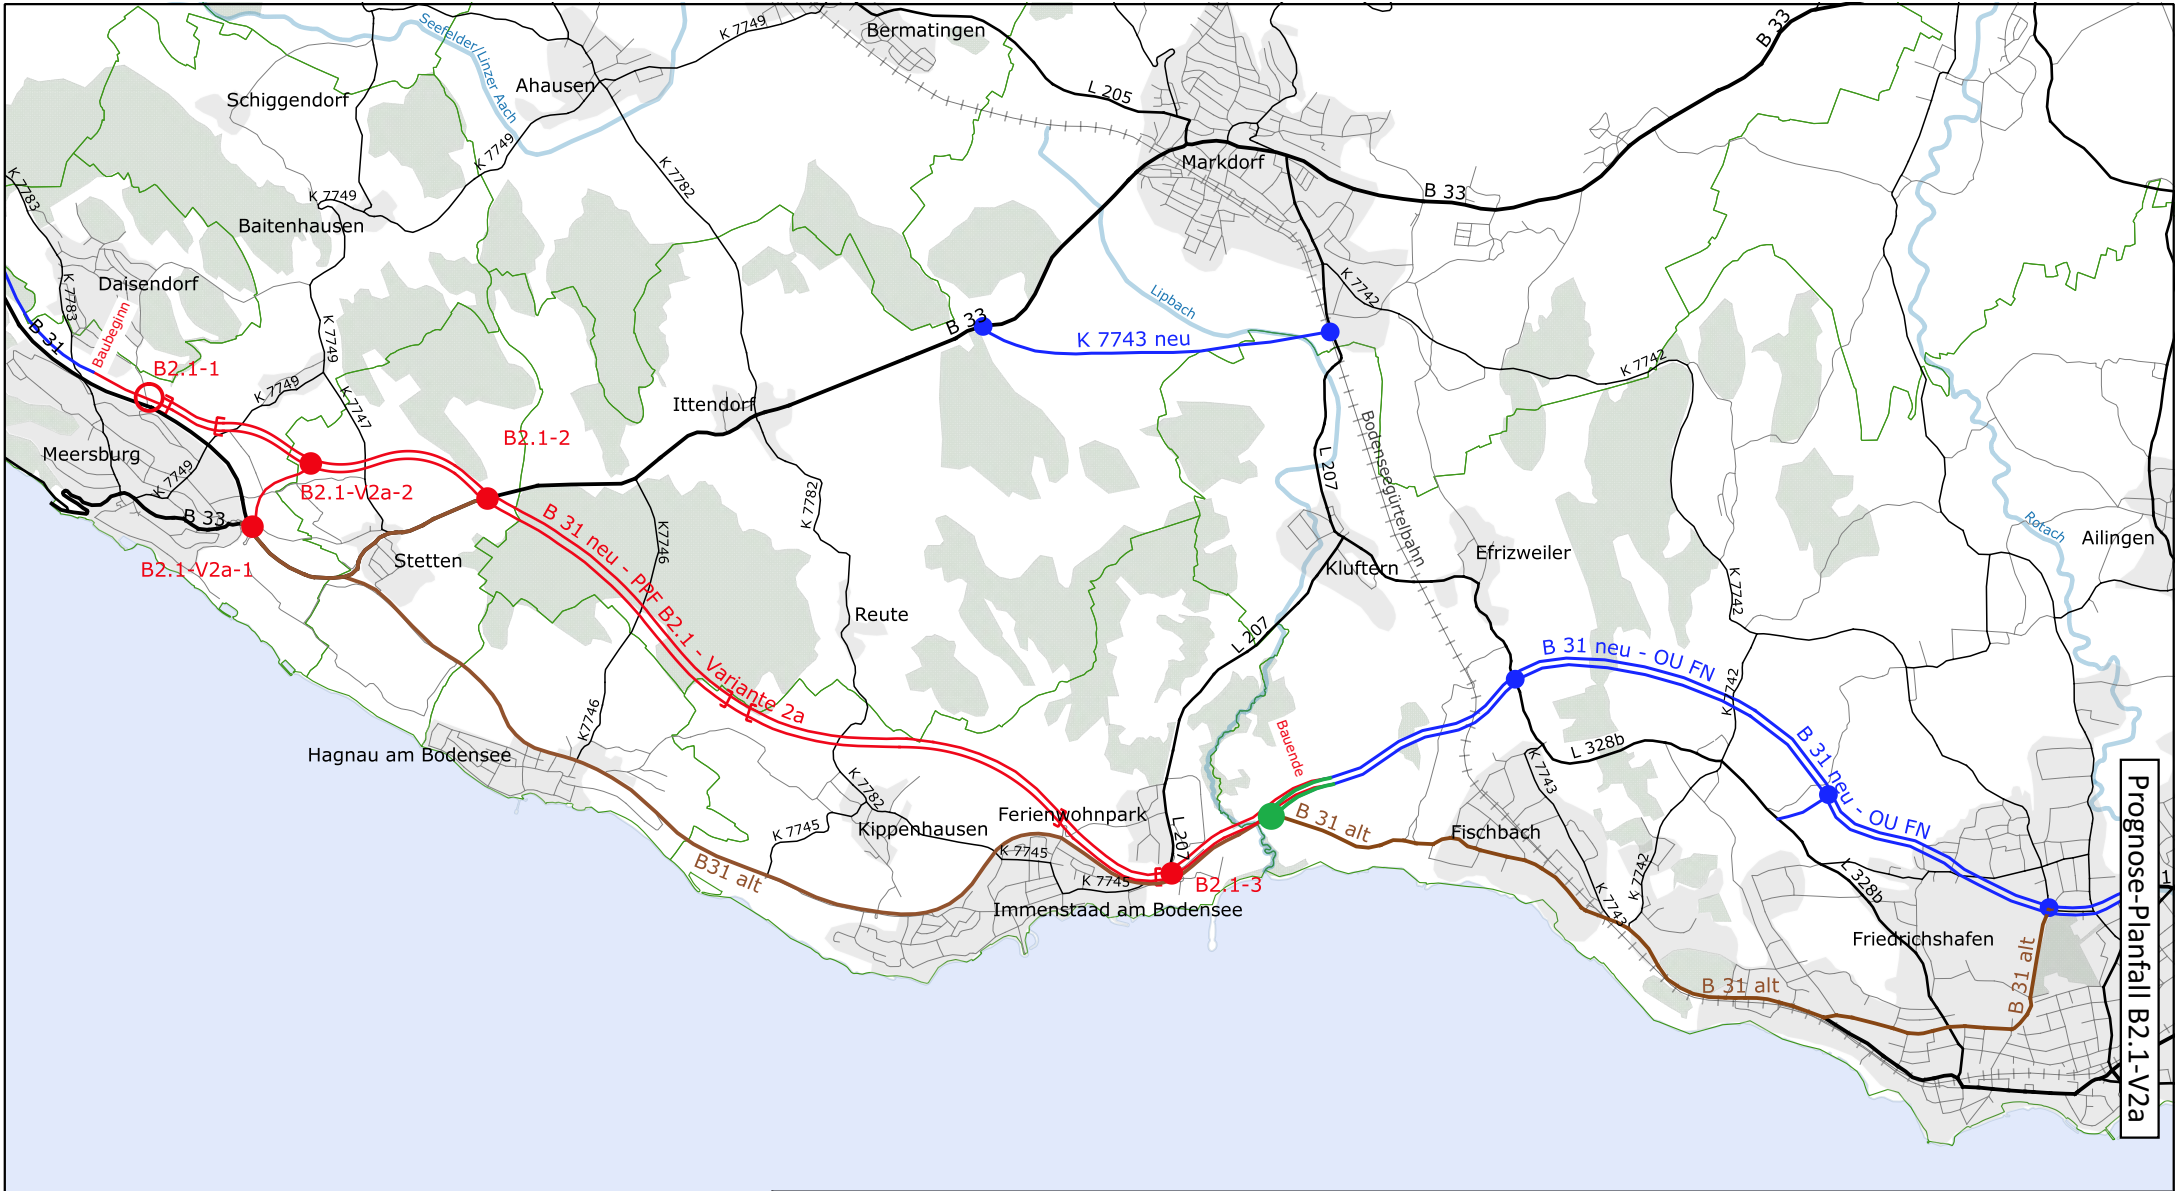 Seefelder/Linzer Aach
K 7749
Bermatingen
B 33
Ahausen
L 205
Schiggendorf
K 7749
Markdorf
K 7782
B 33
K 7783
K 7749
Baitenhausen
Daisendorf
K 7783
Lipbach
K 7742
B 31
Baubeginn
K 7749
B 33
K 7743 neu
B2.1-1
K 7749
K 7747
Ittendorf
K 7742
Bodenseegürtelbahn
B2.1-2
Meersburg
K 7749
B2.1-V2a-2
K 7782
L 207
B 33
B 31 neu - PPF B2.1 - Variante 2a
K7746
Rotach
Ailingen
Stetten
B2.1-V2a-1
Kluftern
Efrizweiler
K 7742
Reute
L 207
B 31 neu - OU FN
K 7742
K7746
Bauende
Hagnau am Bodensee
L 328b
B 31 neu - OU FN
K 7743
K 7782
Ferienwohnpark
K 7745
Kippenhausen
L 207
B 31 alt
Fischbach
K 7745
B31 alt
K 7745
B2.1-3
K 7742
K 7743
L 328b
1
Immenstaad am Bodensee
Friedrichshafen
B 31 alt
B 31 alt
Prognose-Planfall B2.1-V2a